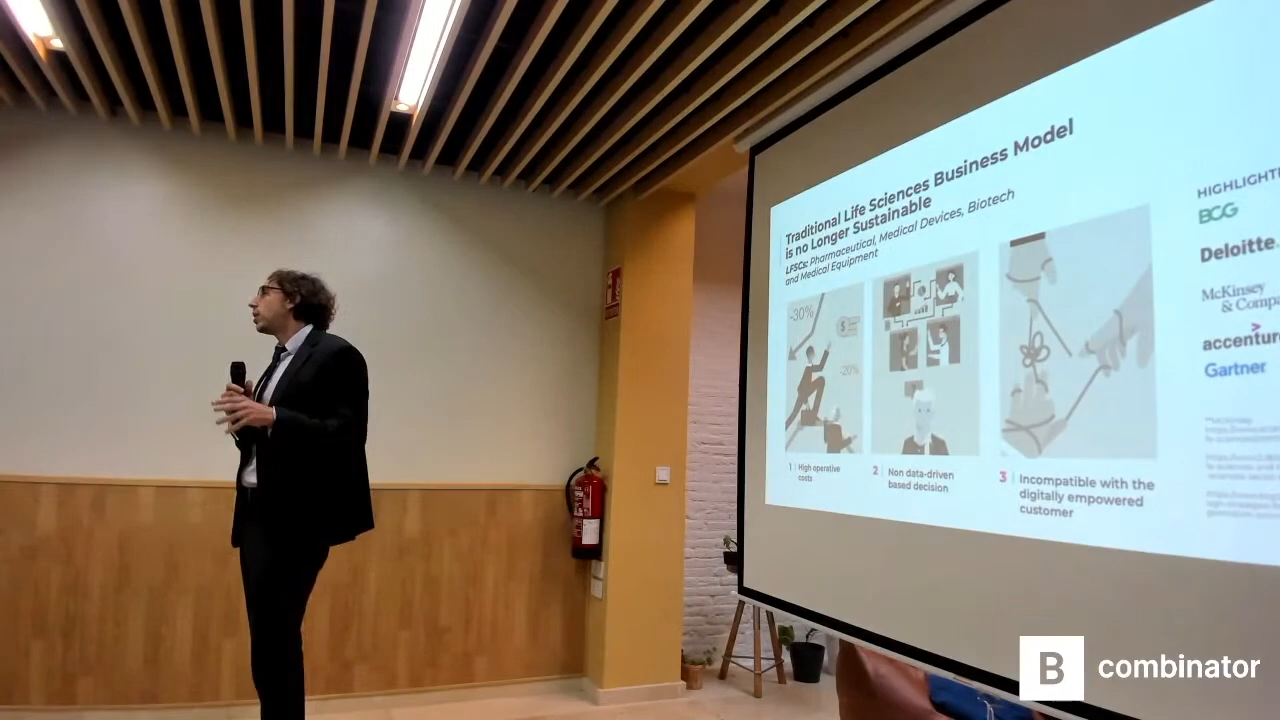 Traditional Life Sciences Business Model
is no Longer Sustainable
LFSCs: Pharmaceutical, Medical Devices, Biotech
and Medical Equipment
-30%
$
-20%
1 High operative
costs
2 Non data-driven
based decision
3 Incompatible with the
digitally empowered
customer
HIGHLIGHT
BCG
Deloitte
McKinsey
& Compa
accenture
Gartner
B combinator